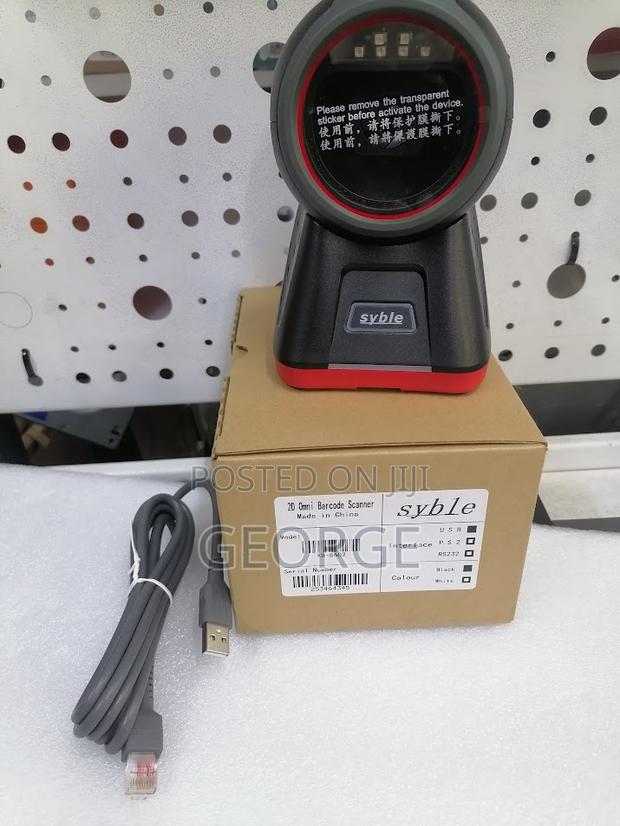 Please remove the transparent
sticker before activate the device.
使用前，请将保护膜撕下。
使用前，請將保護膜撕下。
syble
POSTED ON JIJI
GEORGE
2D Omni Barcode Scanner
Made in China
Model
Serial Number
253464345
syble
Interface
USB
PS2
RS232
Colour
Black
White